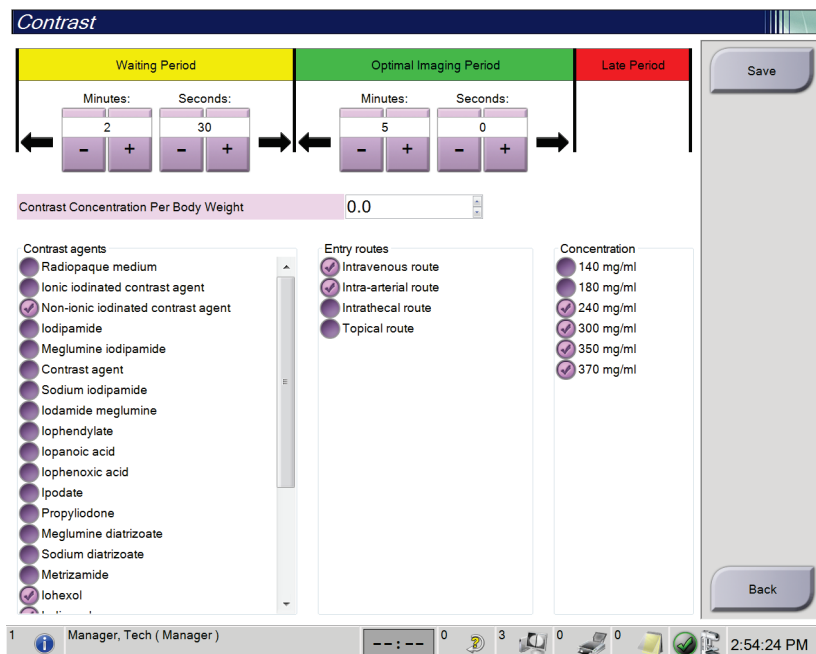 Contrast
Waiting Period
Optimal Imaging Period
Late Period
Save
Minutes: Seconds:
Minutes: Seconds:
2 30
5 0
- + - +
- + - +
Contrast Concentration Per Body Weight 0.0
Contrast agents
Radiopaque medium
Ionic iodinated contrast agent
Non-ionic iodinated contrast agent
Iodipamide
Meglumine iodipamide
Contrast agent
Sodium iodipamide
Iodamide meglumine
Iophendylate
Iopanoic acid
Iophenoxic acid
Ipodate
Propyliodone
Meglumine diatrizoate
Sodium diatrizoate
Metrizamide
Iohexol
Entry routes
Intravenous route
Intra-arterial route
Intrathecal route
Topical route
Concentration
140 mg/ml
180 mg/ml
240 mg/ml
300 mg/ml
350 mg/ml
370 mg/ml
Back
1 Manager, Tech ( Manager ) --:-- 0 3 0 0 2:54:24 PM